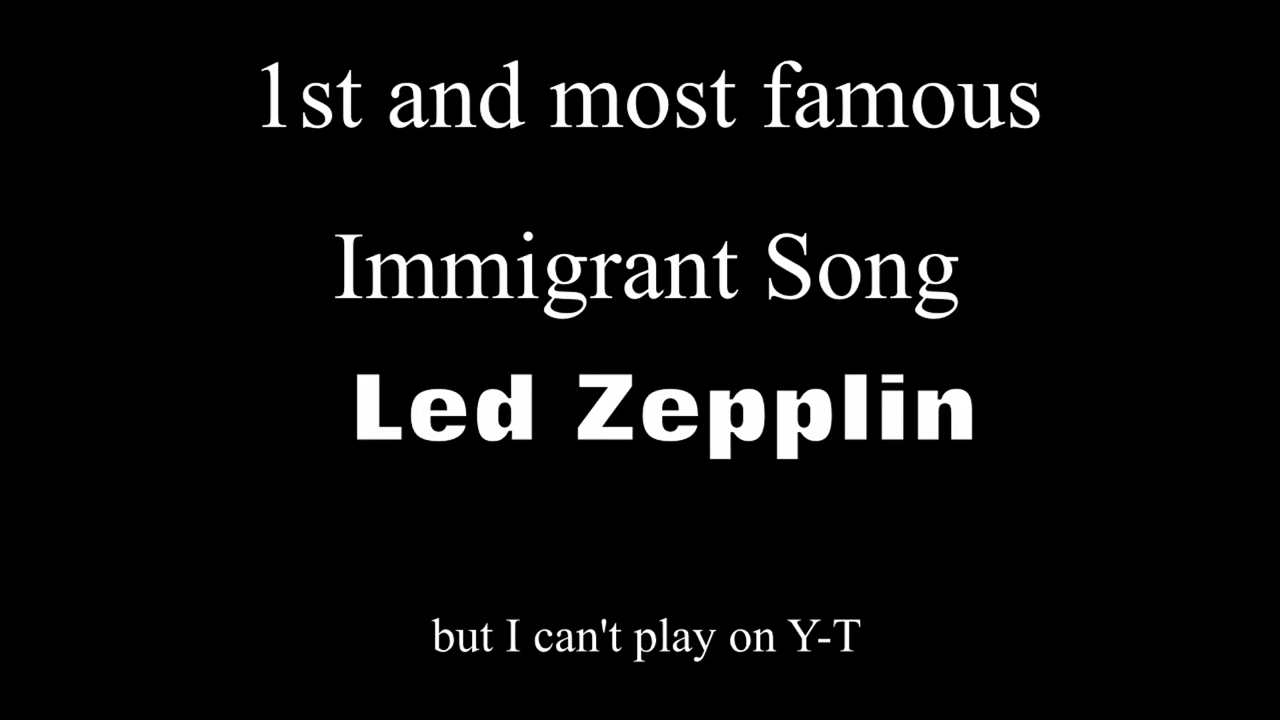 1st and most famous
Immigrant Song
Led Zepplin
but I can't play on Y-T